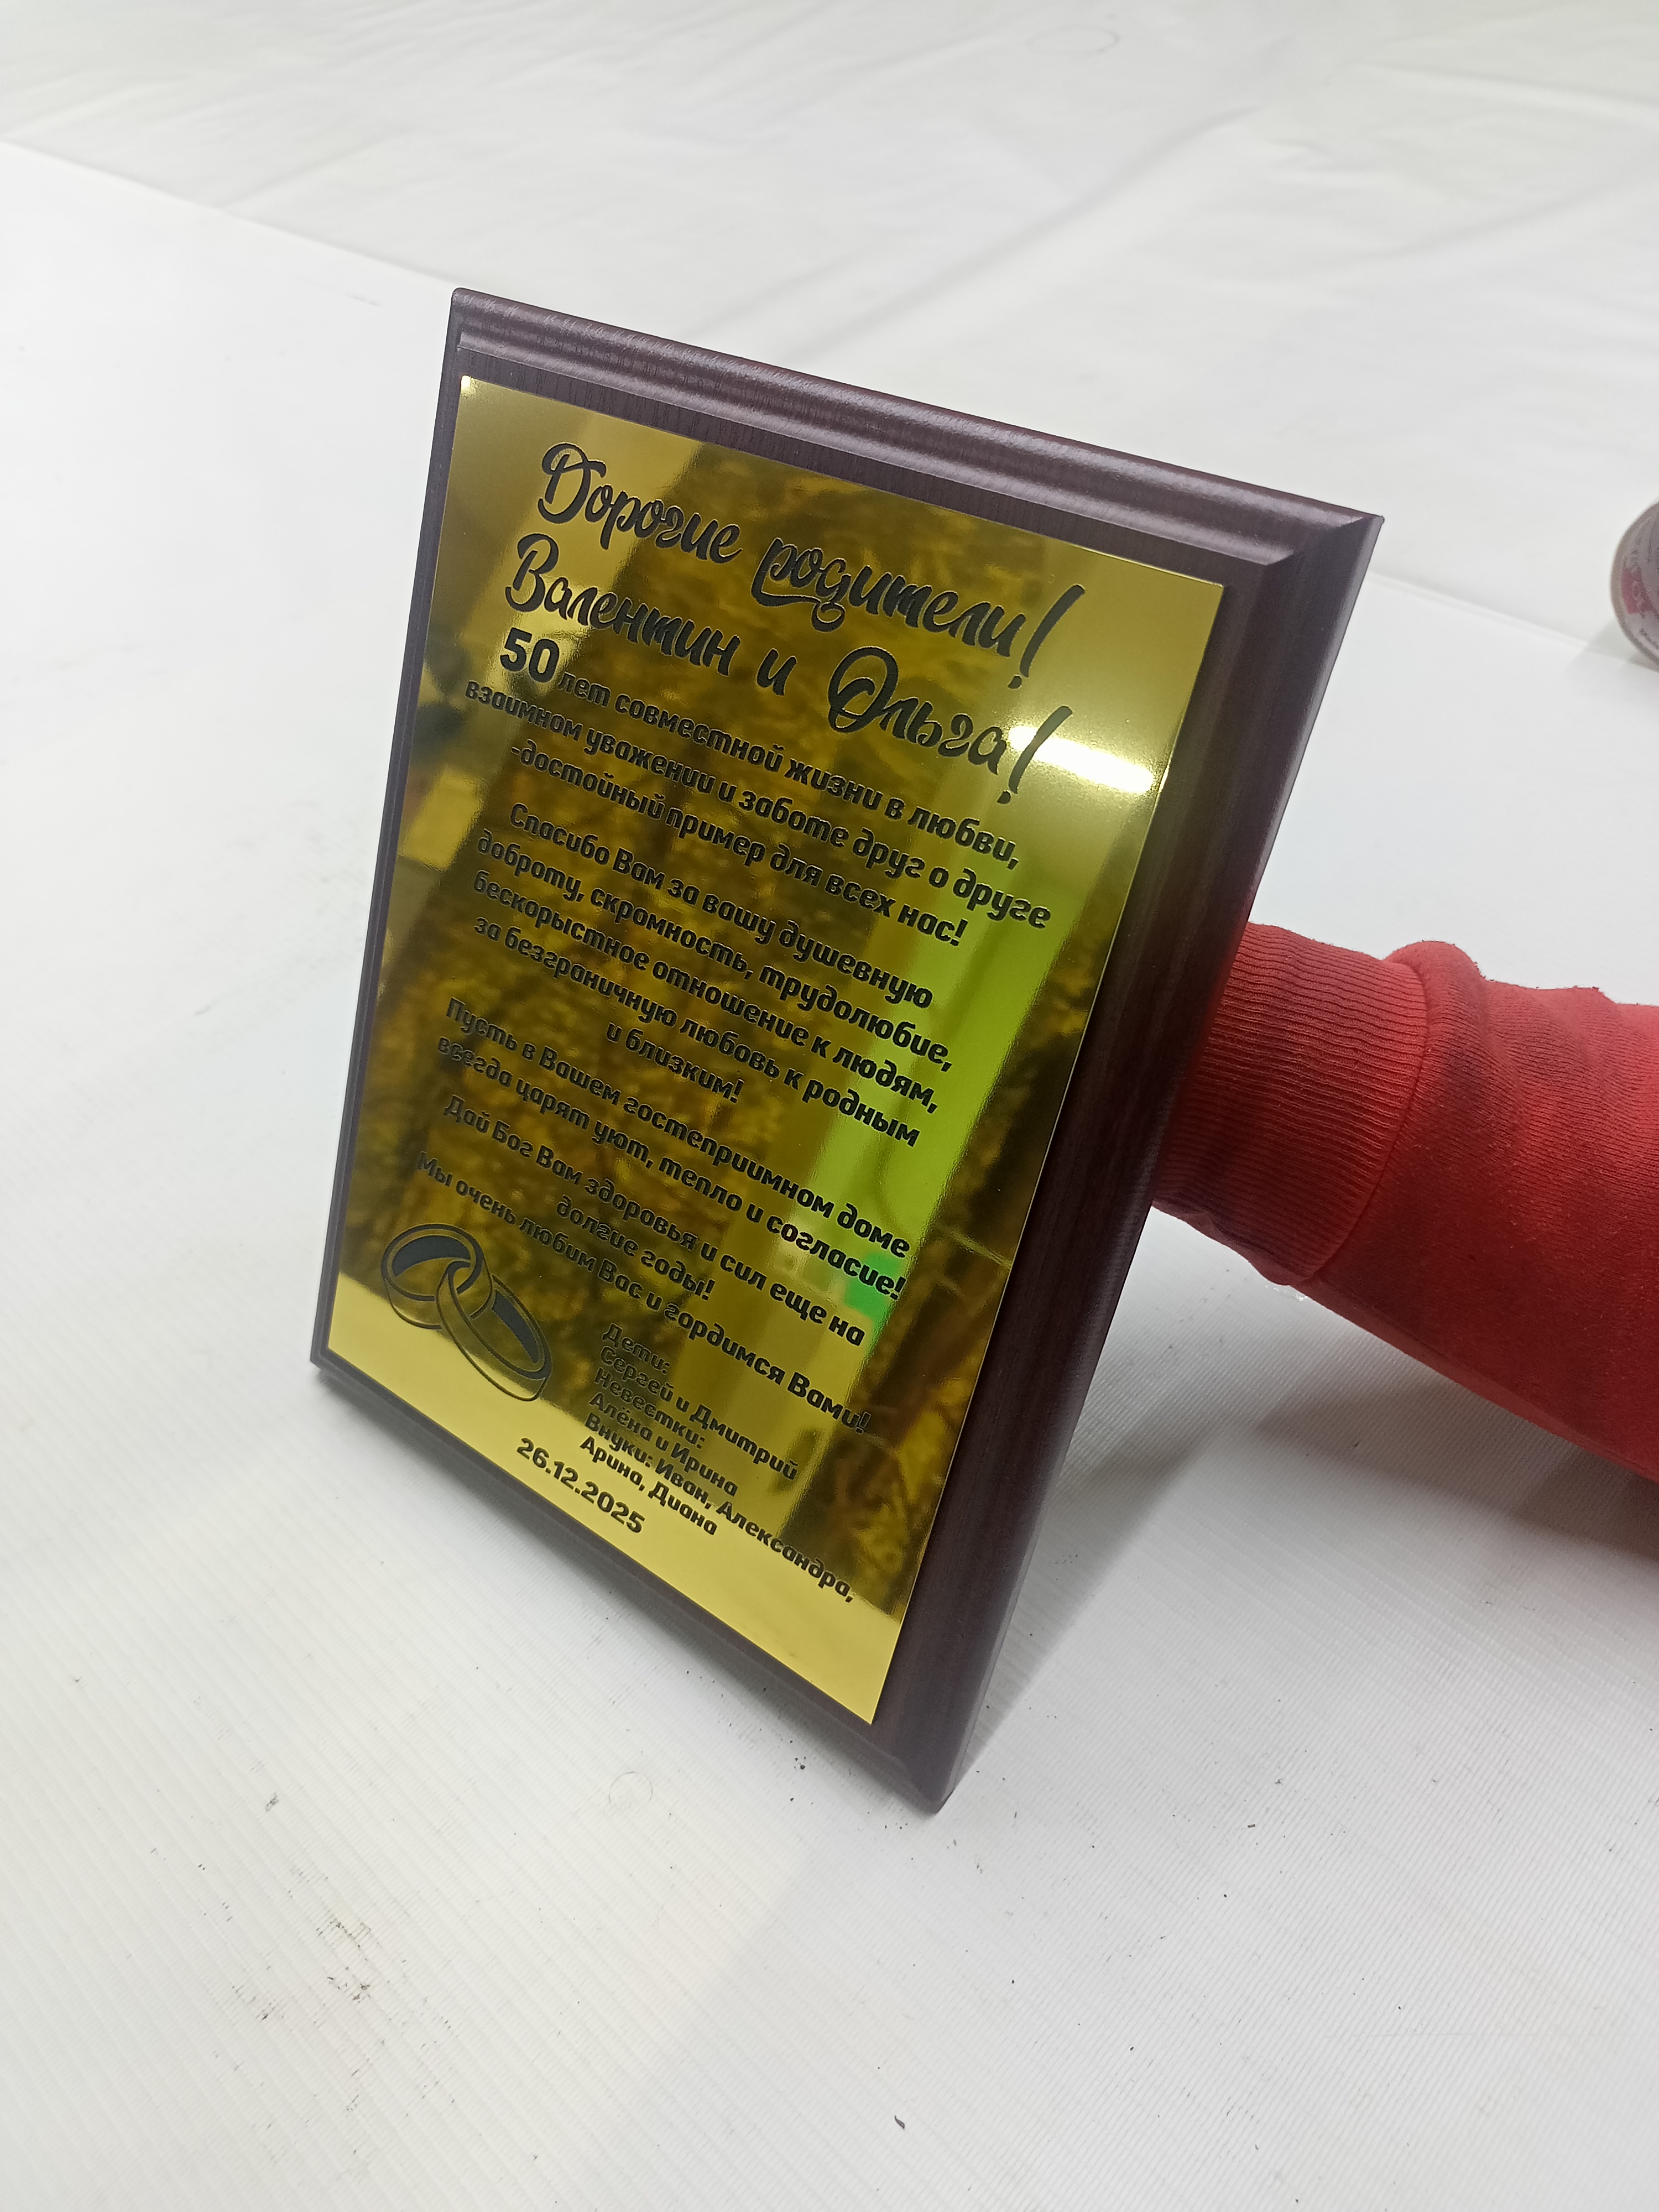 Дорогие родители!
Валентин и Ольга!
50 лет совместной жизни в любви,
взаимном уважении и заботе друг о друге
-достойный пример для всех нас!
Спасибо Вам за вашу душевную
доброту, скромность, трудолюбие,
бескорыстное отношение к людям,
за безграничную любовь к родным
и близким!
Пусть в Вашем гостеприимном доме
всегда царят уют, тепло и согласие!
Дай Бог Вам здоровья и сил еще на
долгие годы!
Мы очень любим Вас и гордимся Вами!
Дети:
Сергей и Дмитрий
Невестки:
Алёна и Ирина
Внуки: Иван, Александра,
Арина, Диана
26.12.2025